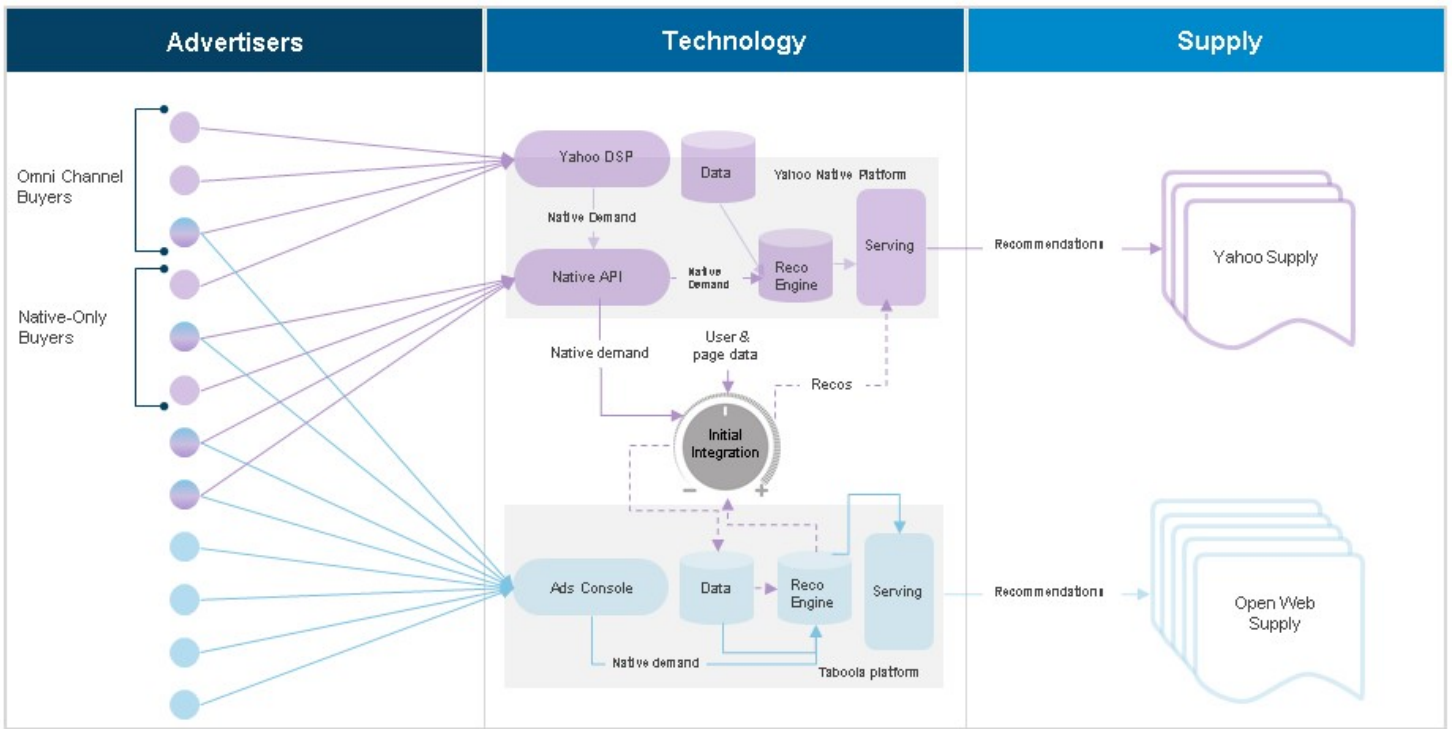 Advertisers
Technology
Supply
Omni Channel
Buyers
Native-Only
Buyers
Yahoo DSP
Data
Yahoo Native Platform
Native Demand
Native API
Native
Demand
Reco
Engine
Serving
Recommendations
Yahoo Supply
Native demand
User &
page data
Recos
Initial
Integration
− +
Ads Console
Data
Reco
Engine
Serving
Recommendations
Open Web
Supply
Native demand
Taboola platform